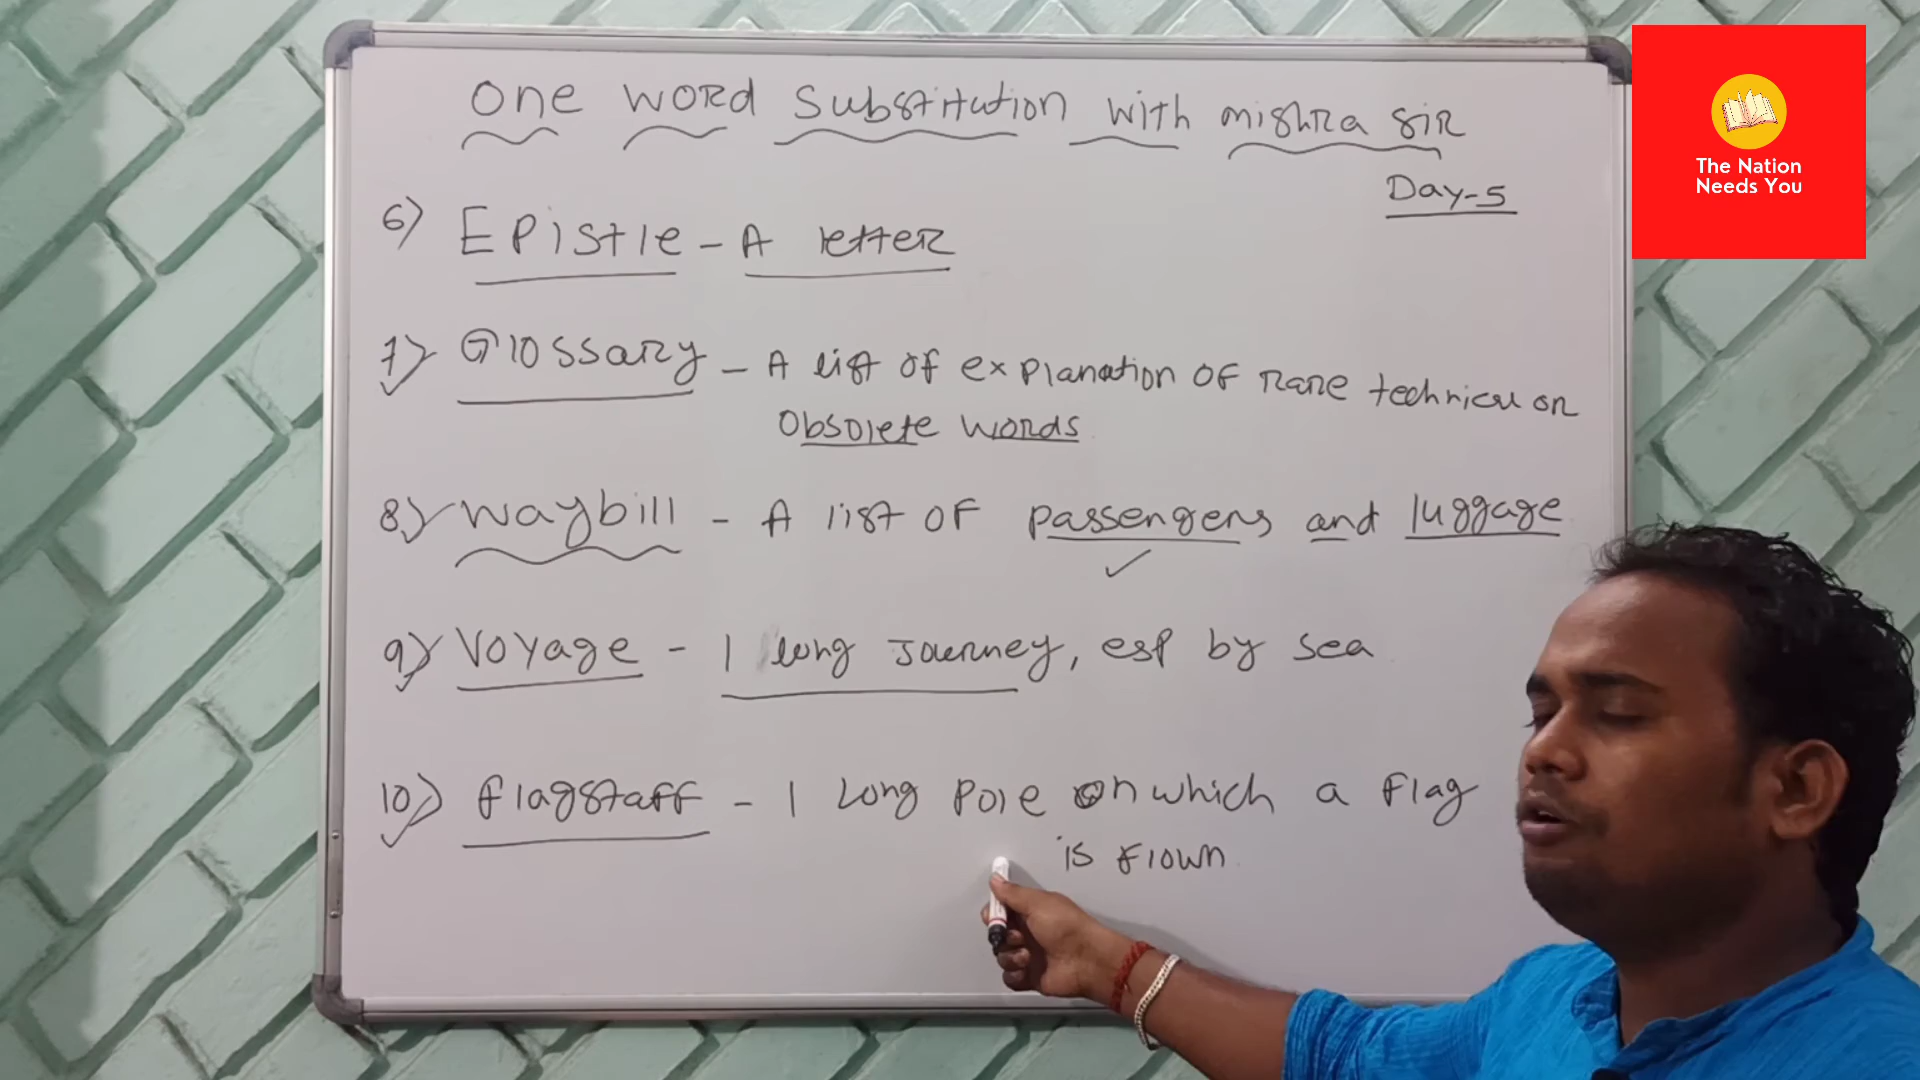 One word substitution with mishra sir
Day-5
6) Epistle - A letter
7) Glossary - A list of explanation of rare technical or
obsolete words
8) Waybill - A list of passengers and luggage
9) Voyage - 1 long Journey, esp by sea
10) flagstaff - 1 long pole on which a flag
is flown
The Nation
Needs You